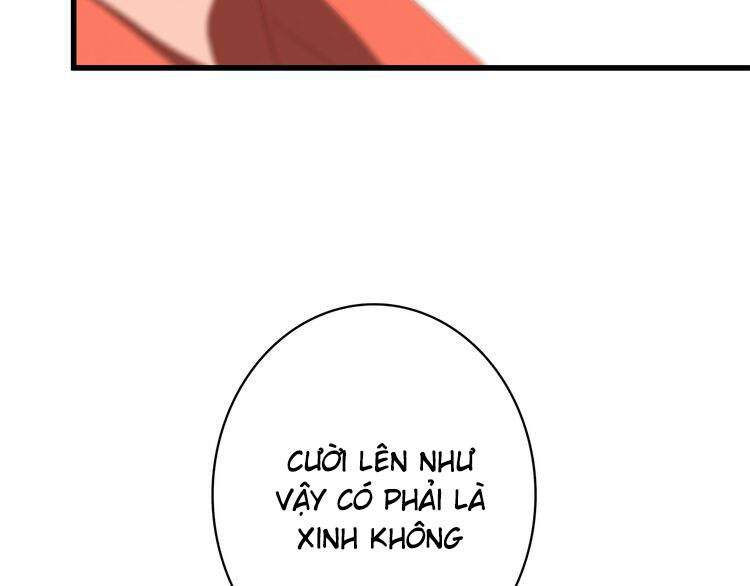 CƯỜI LÊN NHƯ
VẬY CÓ PHẢI LÀ
XINH KHÔNG